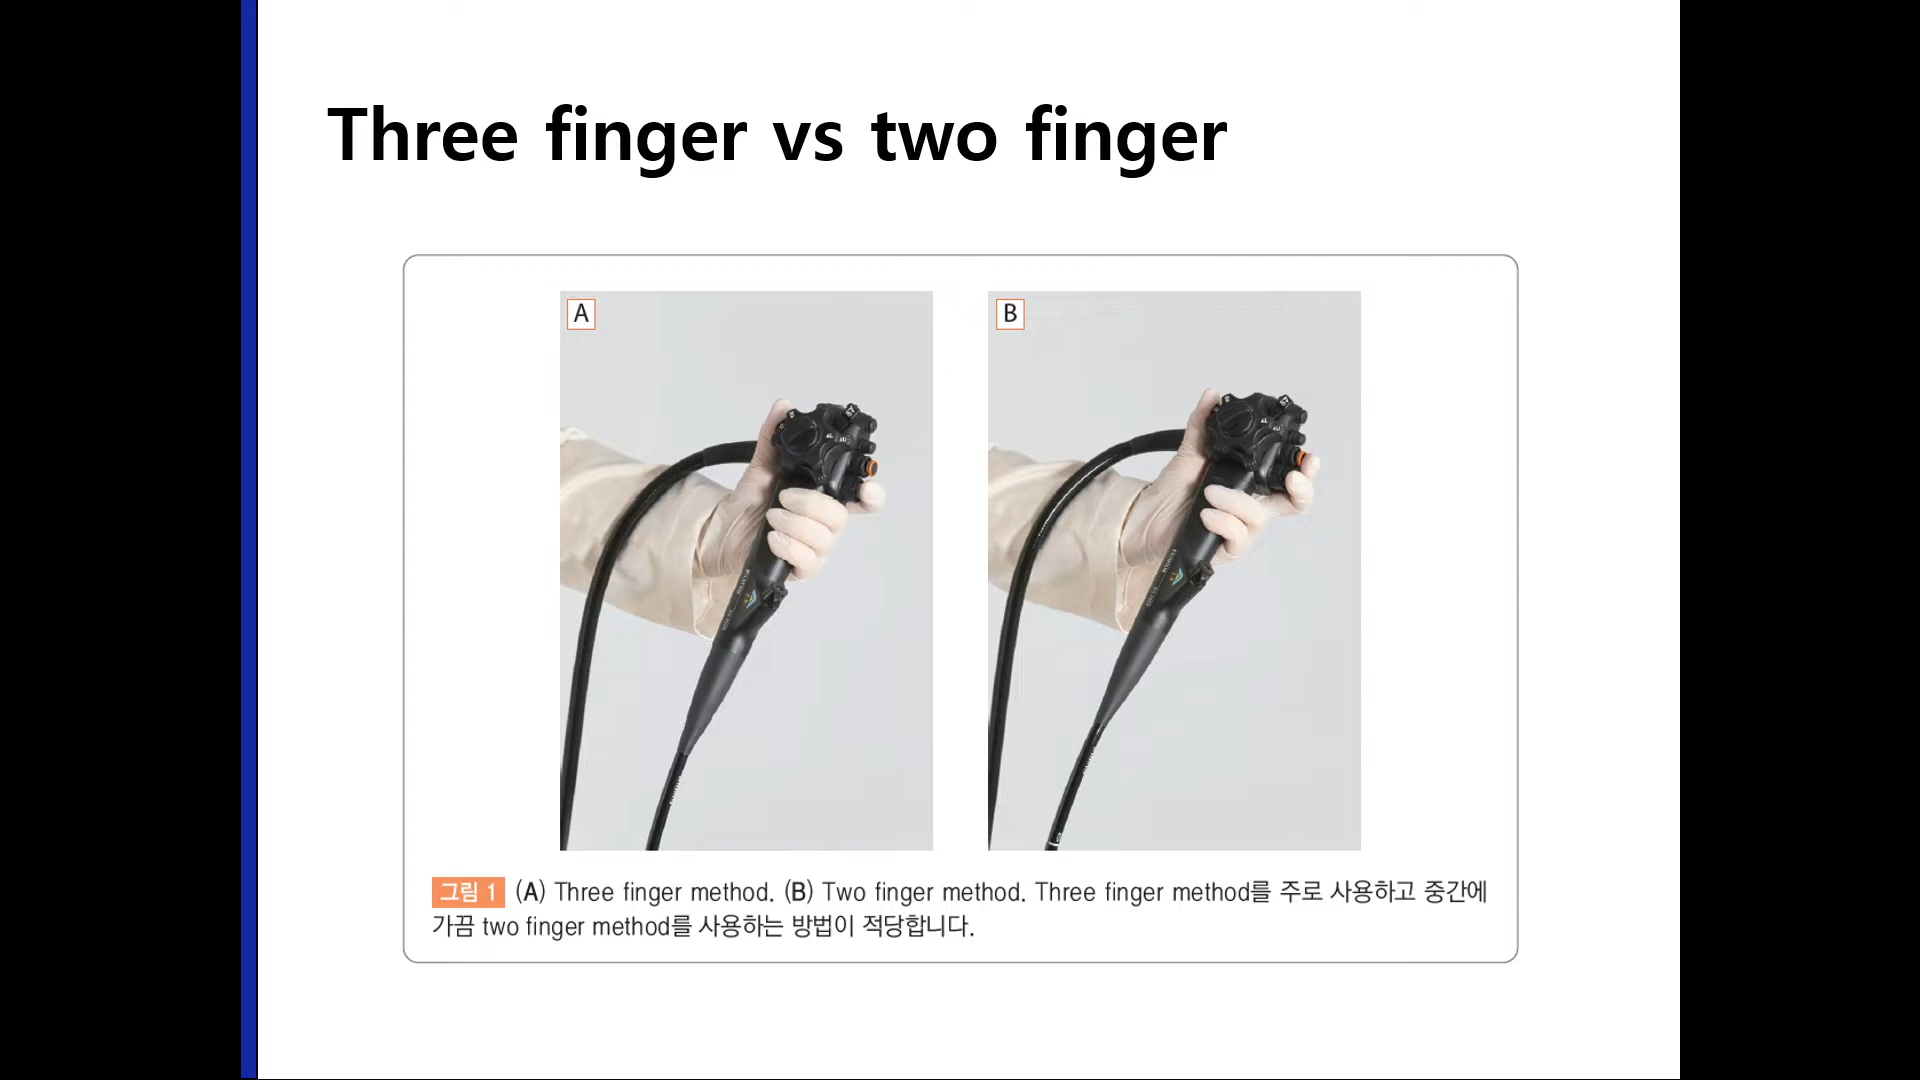 Three finger vs two finger
A
B
그림 1 (A) Three finger method. (B) Two finger method. Three finger method를 주로 사용하고 중간에
가끔 two finger method를 사용하는 방법이 적당합니다.